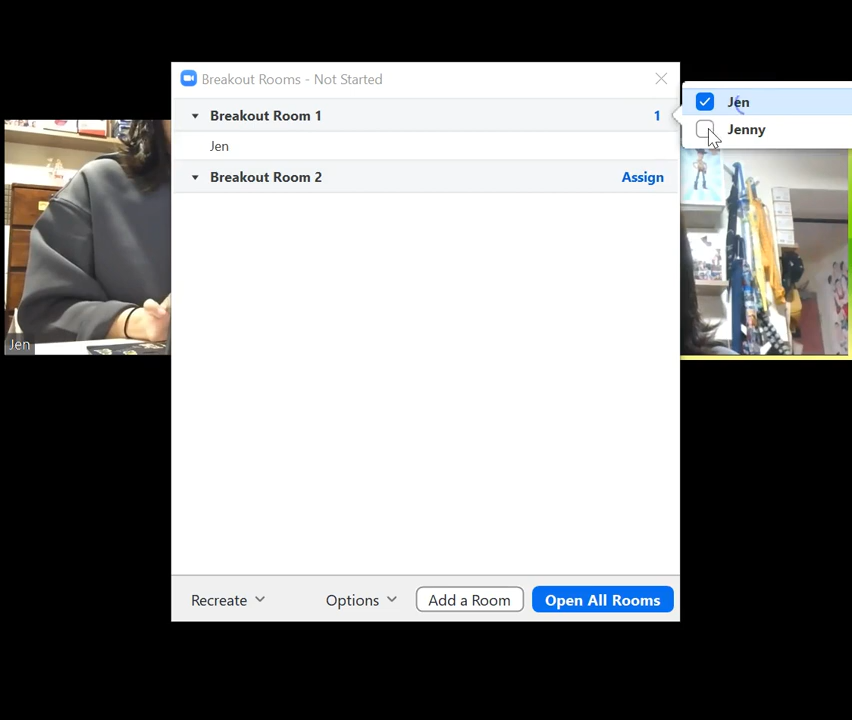 Breakout Rooms - Not Started
Breakout Room 1
1
Jen
Jenny
Jen
Breakout Room 2
Assign
Jen
Recreate
Options
Add a Room
Open All Rooms